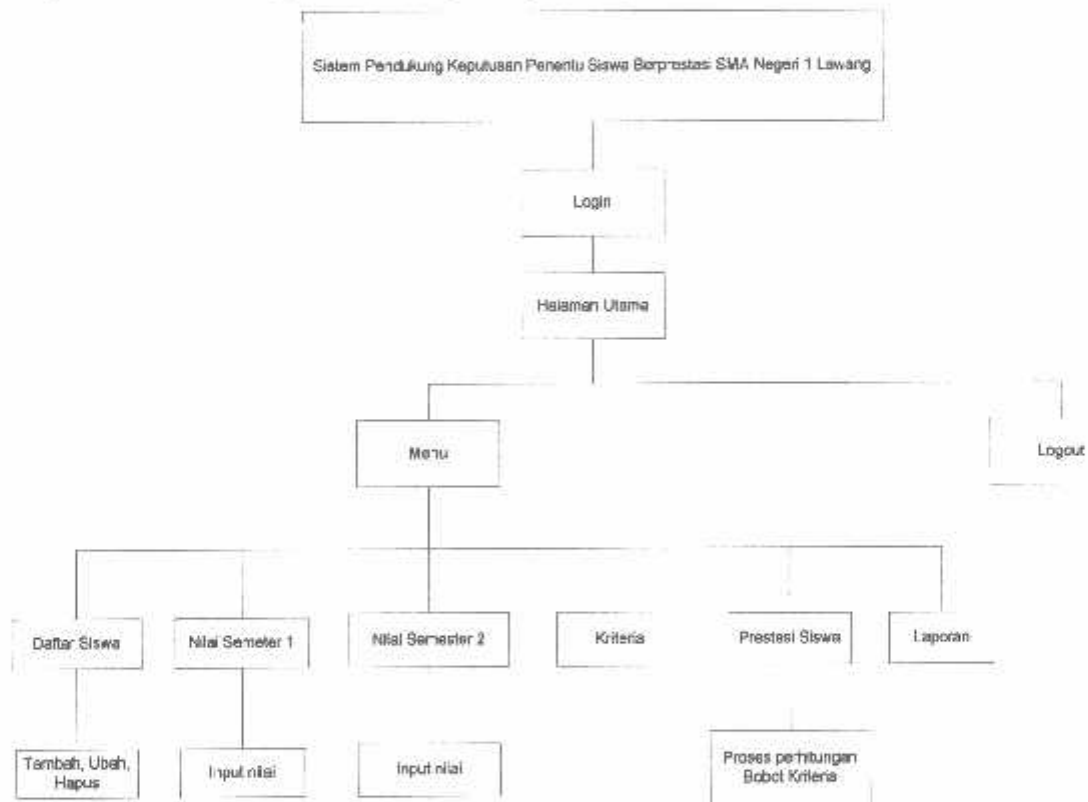 Sistem Pendukung Keputusan Penentu Siswa Berprestasi SMA Negeri 1 Lawang
Login
Halaman Utama
Menu
Logout
Daftar Siswa
Nilai Semeter 1
Nilai Semester 2
Kriteria
Prestasi Siswa
Laporan
Tambah, Ubah,
Hapus
Input nilai
Input nilai
Proses perhitungan
Bobot Kriteria